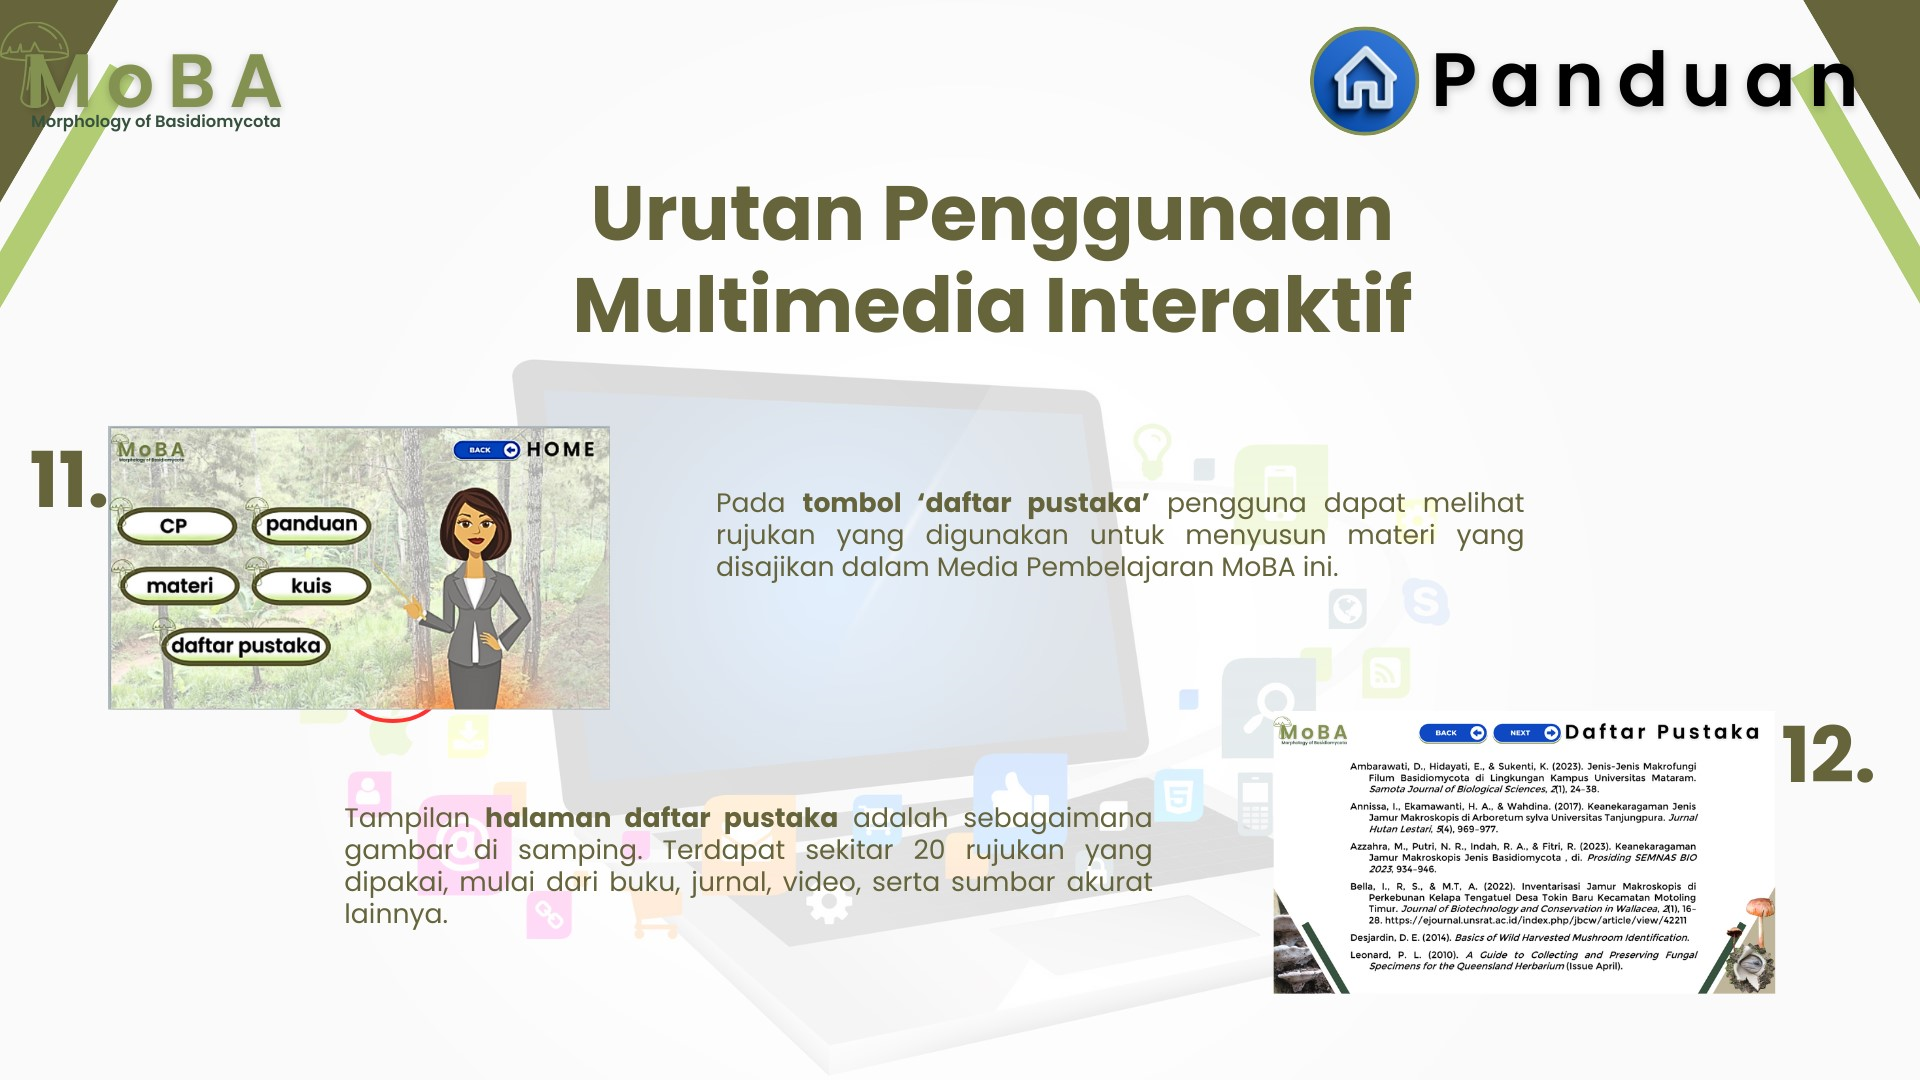 MoBA
Morphology of Basidiomycota
Panduan
Urutan Penggunaan
Multimedia Interaktif
11.
MoBA
Morphology of Basidiomycota
BACK
HOME
CP
panduan
materi
kuis
daftar pustaka
Pada tombol ‘daftar pustaka’ pengguna dapat melihat
rujukan yang digunakan untuk menyusun materi yang
disajikan dalam Media Pembelajaran MoBA ini.
12.
MoBA
Morphology of Basidiomycota
BACK
NEXT
Daftar Pustaka
Ambarawati, D., Hidayati, E., & Sukenti, K. (2023). Jenis-Jenis Makrofungi
Filum Basidiomycota di Lingkungan Kampus Universitas Mataram.
Samota Journal of Biological Sciences, 2(1), 24–38.
Annissa, I., Ekamawanti, H. A., & Wahdina. (2017). Keanekaragaman Jenis
Jamur Makroskopis di Arboretum sylva Universitas Tanjungpura. Jurnal
Hutan Lestari, 5(4), 969–977.
Azzahra, M., Putri, N. R., Indah, R. A., & Fitri, R. (2023). Keanekaragaman
Jamur Makroskopis Jenis Basidiomycota , di. Prosiding SEMNAS BIO
2023, 934–946.
Bella, I., R, S., & M.T, A. (2022). Inventarisasi Jamur Makroskopis di
Perkebunan Kelapa Tengatuel Desa Tokin Baru Kecamatan Motoling
Timur. Journal of Biotechnology and Conservation in Wallacea, 2(1), 16–
28. https://ejournal.unsrat.ac.id/index.php/jbcw/article/view/42211
Desjardin, D. E. (2014). Basics of Wild Harvested Mushroom Identification.
Leonard, P. L. (2010). A Guide to Collecting and Preserving Fungal
Specimens for the Queensland Herbarium (Issue April).
Tampilan halaman daftar pustaka adalah sebagaimana
gambar di samping. Terdapat sekitar 20 rujukan yang
dipakai, mulai dari buku, jurnal, video, serta sumbar akurat
lainnya.